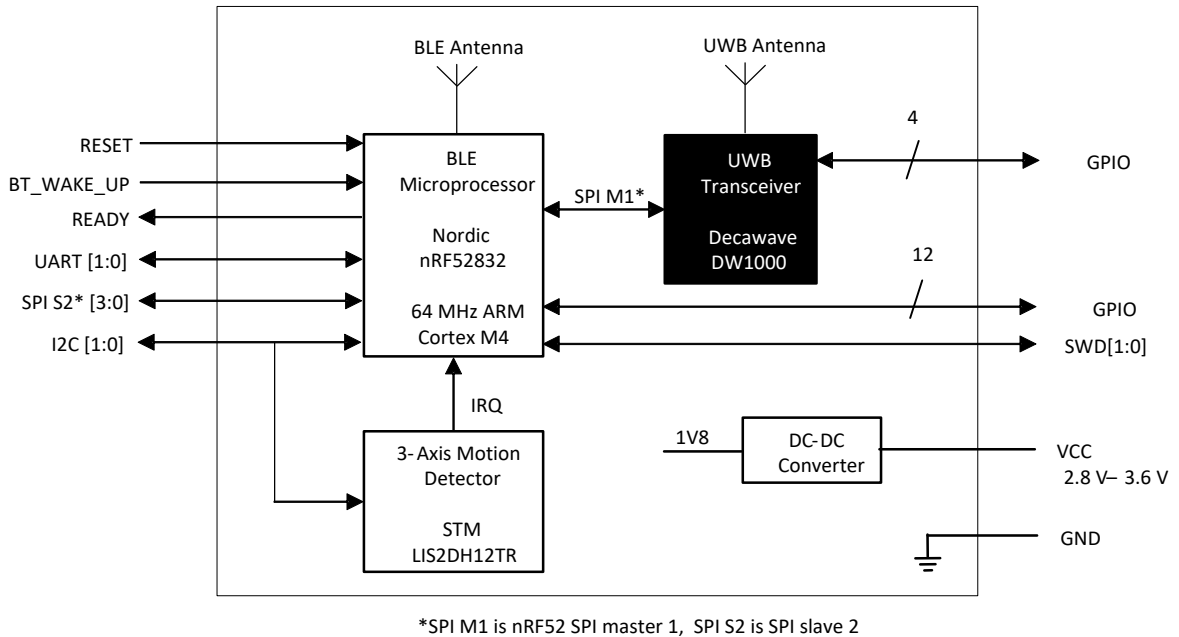 BLE Antenna
UWB Antenna
RESET
BT_WAKE_UP
READY
UART [1:0]
SPI S2* [3:0]
I2C [1:0]
BLE
Microprocessor
Nordic
nRF52832
64 MHz ARM
Cortex M4
SPI M1*
UWB
Transceiver
Decawave
DW1000
4
GPIO
12
GPIO
SWD[1:0]
IRQ
3-Axis Motion
Detector
STM
LIS2DH12TR
1V8
DC-DC
Converter
VCC
2.8 V– 3.6 V
GND
*SPI M1 is nRF52 SPI master 1, SPI S2 is SPI slave 2